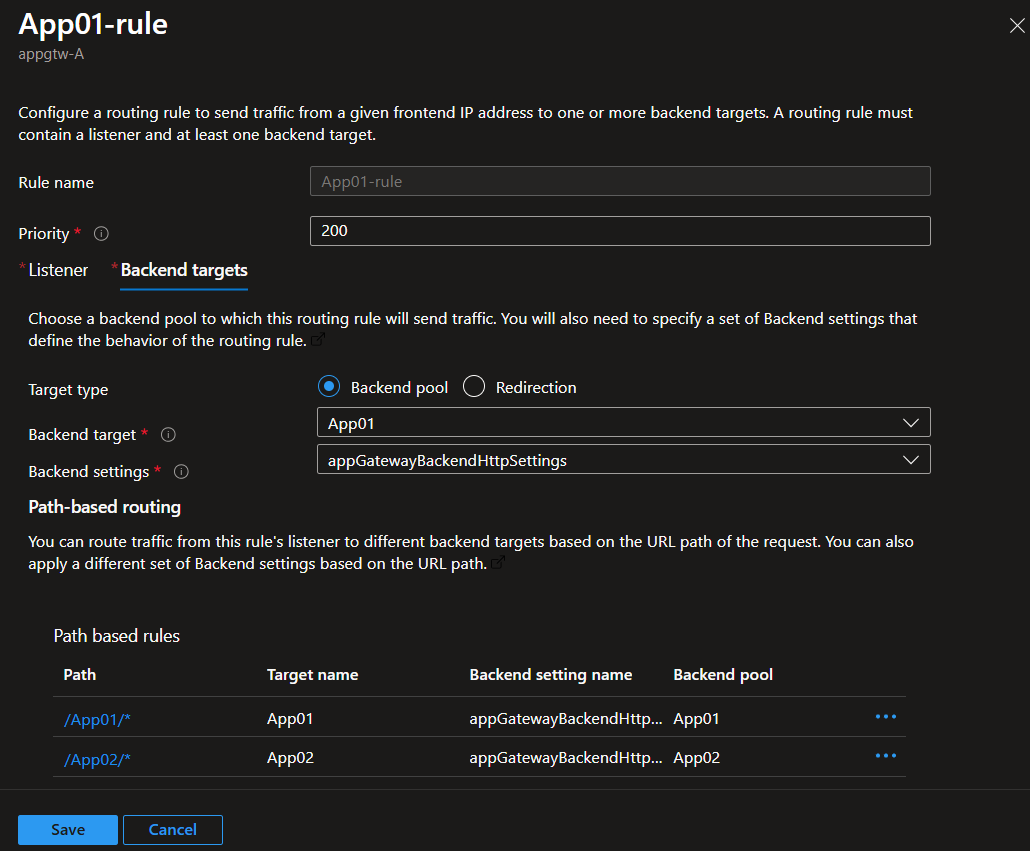 App01-rule
appgtw-A
Configure a routing rule to send traffic from a given frontend IP address to one or more backend targets. A routing rule must
contain a listener and at least one backend target.
Rule name
App01-rule
Priority *
200
* Listener
* Backend targets
Choose a backend pool to which this routing rule will send traffic. You will also need to specify a set of Backend settings that
define the behavior of the routing rule.
Target type
Backend pool
Redirection
Backend target *
App01
Backend settings *
appGatewayBackendHttpSettings
Path-based routing
You can route traffic from this rule's listener to different backend targets based on the URL path of the request. You can also
apply a different set of Backend settings based on the URL path.
Path based rules
Path Target name Backend setting name Backend pool
/App01/* App01 appGatewayBackendHttp... App01
/App02/* App02 appGatewayBackendHttp... App02
Save
Cancel